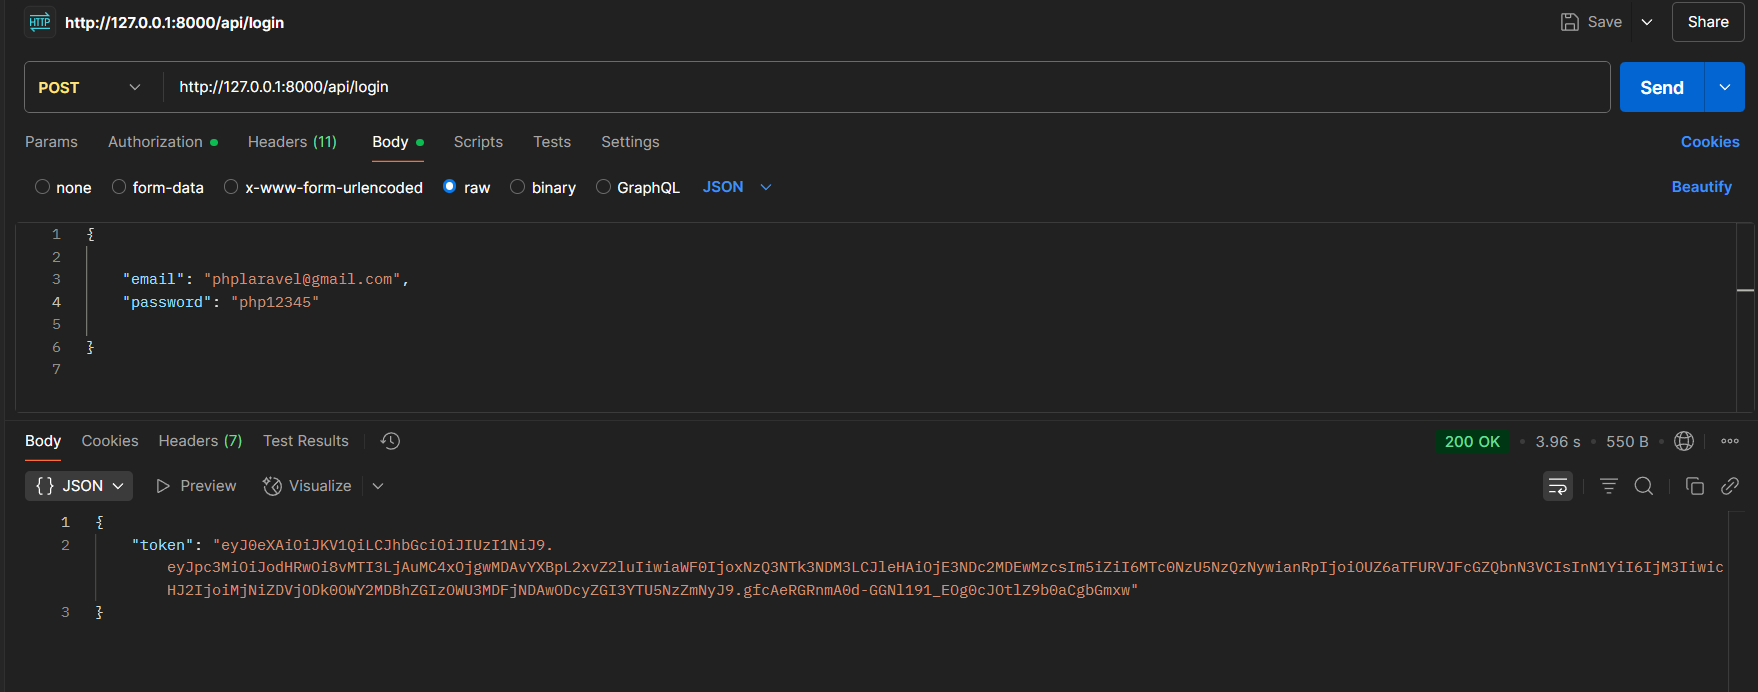 HTTP http://127.0.0.1:8000/api/login Save Share
POST http://127.0.0.1:8000/api/login Send
Params Authorization Headers (11) Body Scripts Tests Settings Cookies
none form-data x-www-form-urlencoded raw binary GraphQL JSON Beautify
1 {
2
3 "email": "phplaravel@gmail.com",
4 "password": "php12345"
5
6 }
7
Body Cookies Headers (7) Test Results 200 OK • 3.96 s • 550 B
{} JSON Preview Visualize
1 {
2 "token": "eyJ0eXAiOiJKV1QiLCJhbGciOiJIUzI1NiJ9.
eyJpc3MiOiJodHRwOi8vMTI3LjAuMC4xOjgwMDAvYXBpL2xvZ2luIiwiaWF0IjoxNzQ3NTk3NDM3LCJleHAiOjE3NDc2MDEwMzcsIm5iZiI6MTc0NzU5NzQzNywianRpIjoiOUZ6aTFURVJFcGZQbnN3VCIsInN1YiI6IjM3Iiwic
HJ2IjoiMjNiZDVjODk0OWY2MDBhZGIzOWU3MDFjNDAwODcyZGI3YTU5NzZmNyJ9.gfcAeRGRnmA0d-GGNl191_EOg0cJOtlZ9b0aCgbGmxw"
3 }